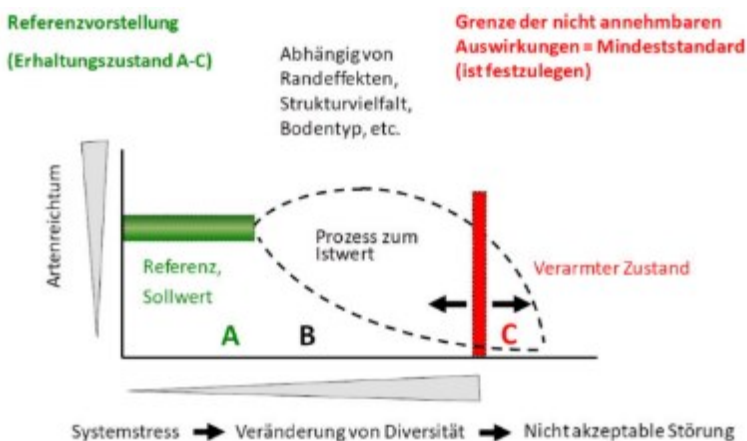 Referenzvorstellung
(Erhaltungszustand A-C)
Abhängig von
Randeffekten,
Strukturvielfalt,
Bodentyp, etc.
Grenze der nicht annehmbaren
Auswirkungen = Mindeststandard
(ist festzulegen)
Artenreichtum
Referenz,
Sollwert
Prozess zum
Istwert
Verarmter Zustand
A
B
C
Systemstress
Veränderung von Diversität
Nicht akzeptable Störung